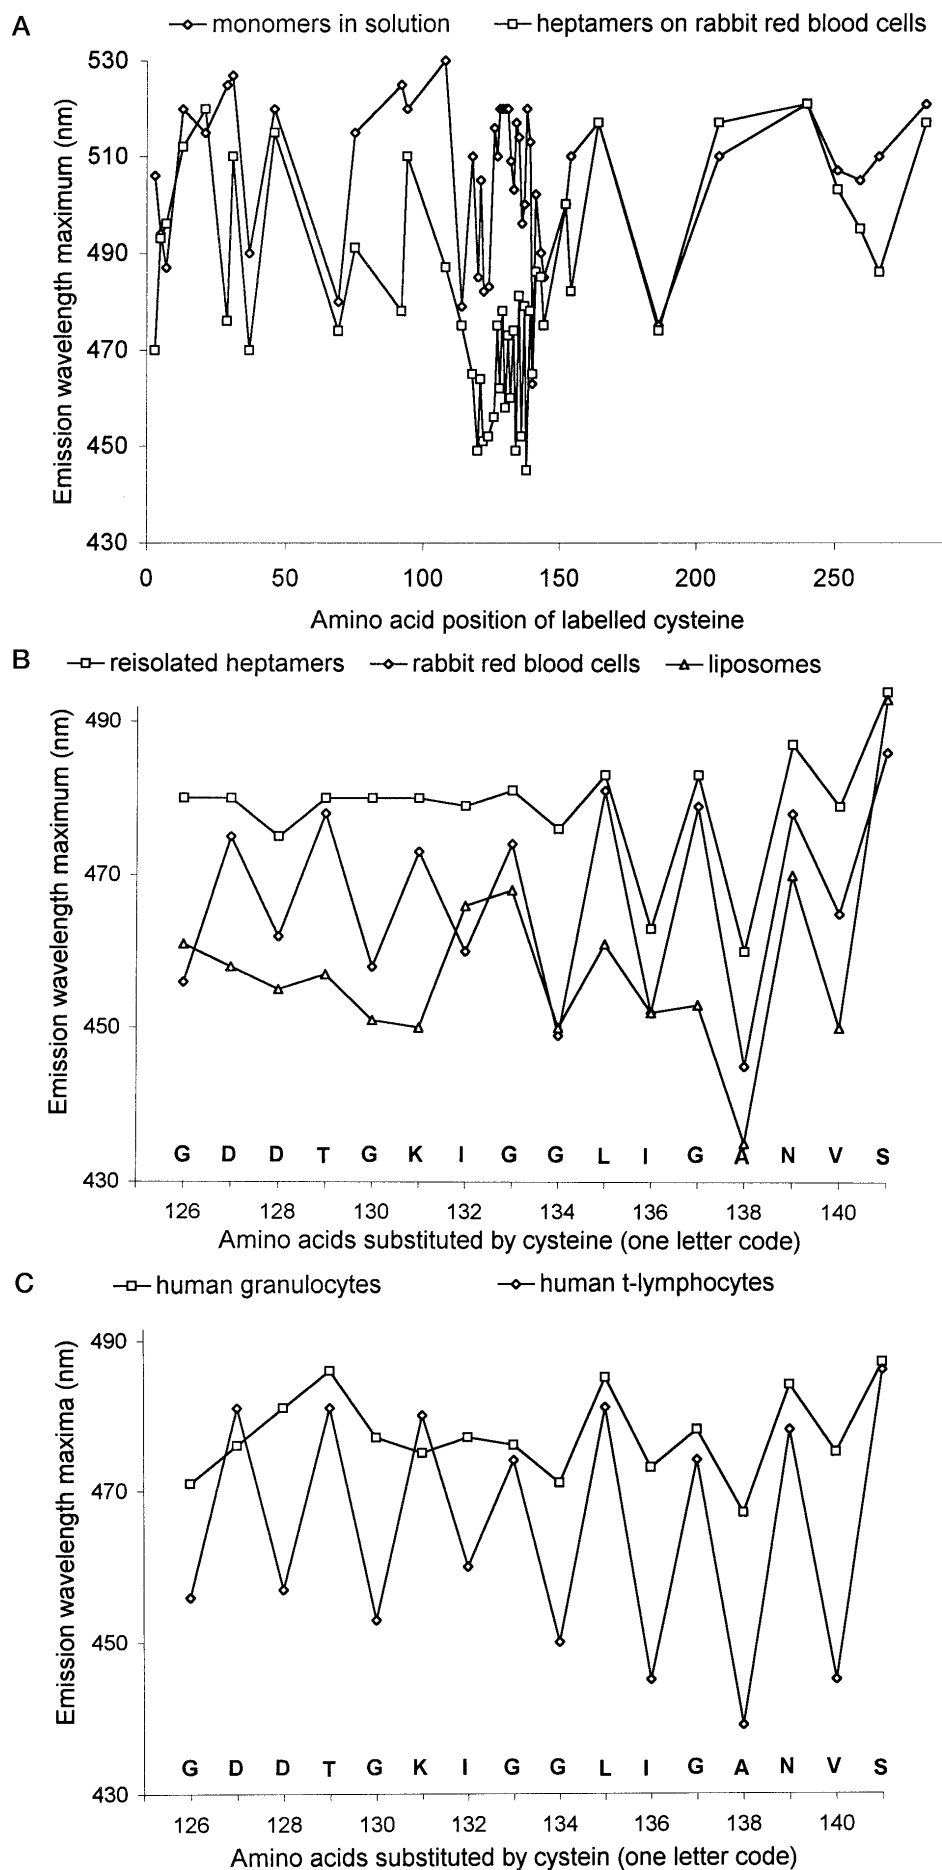 A
monomers in solution heptamers on rabbit red blood cells
Emission wavelength maximum (nm)
530
510
490
470
450
430
0 50 100 150 200 250
Amino acid position of labelled cysteine
B
reisolated heptamers rabbit red blood cells liposomes
Emission wavelength maximum (nm)
490
470
450
430
G D D T G K I G G L I G A N V S
126 128 130 132 134 136 138 140
Amino acids substituted by cysteine (one letter code)
C
human granulocytes human t-lymphocytes
Emission wavelength maxima (nm)
490
470
450
430
G D D T G K I G G L I G A N V S
126 128 130 132 134 136 138 140
Amino acids substituted by cystein (one letter code)